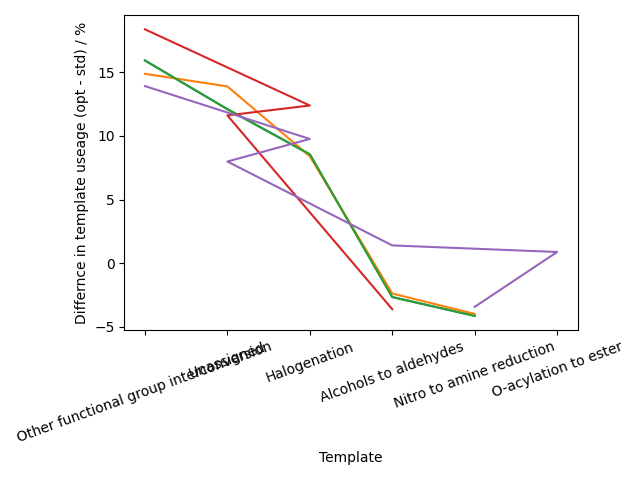 Differnce in template useage (opt - std) / %
15
10
5
0
−5
Other functional group interconversion
Unassigned
Halogenation
Alcohols to aldehydes
Nitro to amine reduction
O-acylation to ester
Template